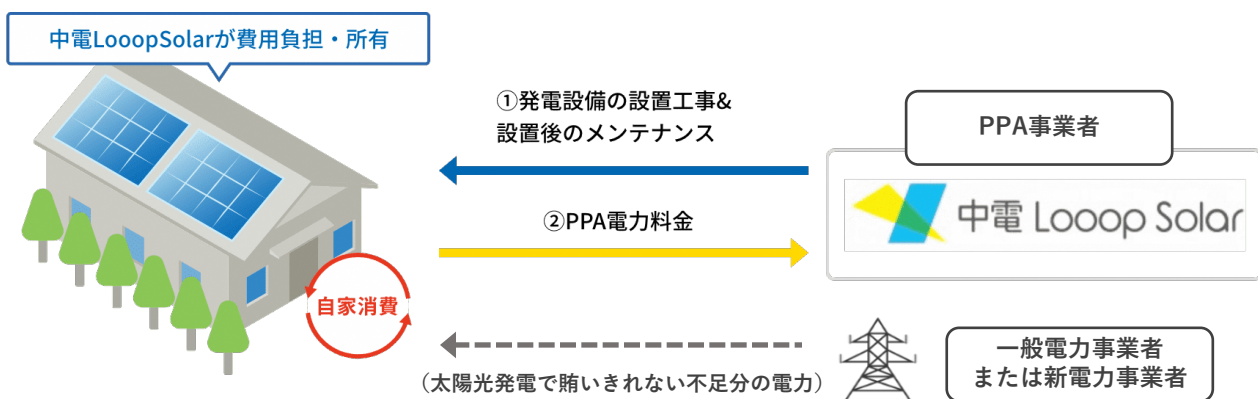 中電LooopSolarが費用負担・所有
①発電設備の設置工事&
設置後のメンテナンス
PPA事業者
中電 Looop Solar
②PPA電力料金
自家消費
一般電力事業者
または新電力事業者
（太陽光発電で賄いきれない不足分の電力）